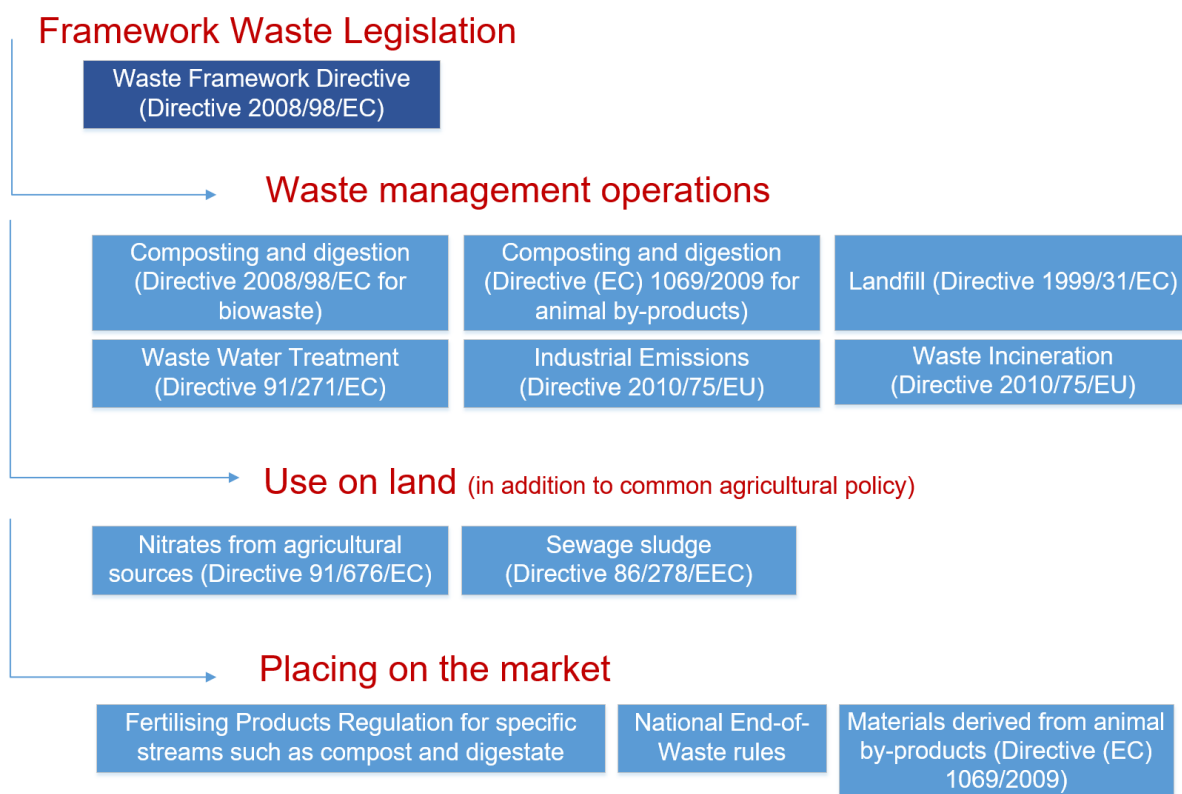 Framework Waste Legislation
Waste Framework Directive
(Directive 2008/98/EC)
Waste management operations
Composting and digestion
(Directive 2008/98/EC for
biowaste)
Composting and digestion
(Directive (EC) 1069/2009 for
animal by-products)
Landfill (Directive 1999/31/EC)
Waste Water Treatment
(Directive 91/271/EC)
Industrial Emissions
(Directive 2010/75/EU)
Waste Incineration
(Directive 2010/75/EU)
Use on land (in addition to common agricultural policy)
Nitrates from agricultural
sources (Directive 91/676/EC)
Sewage sludge
(Directive 86/278/EEC)
Placing on the market
Fertilising Products Regulation for specific
streams such as compost and digestate
National End-of-
Waste rules
Materials derived from animal
by-products (Directive (EC)
1069/2009)